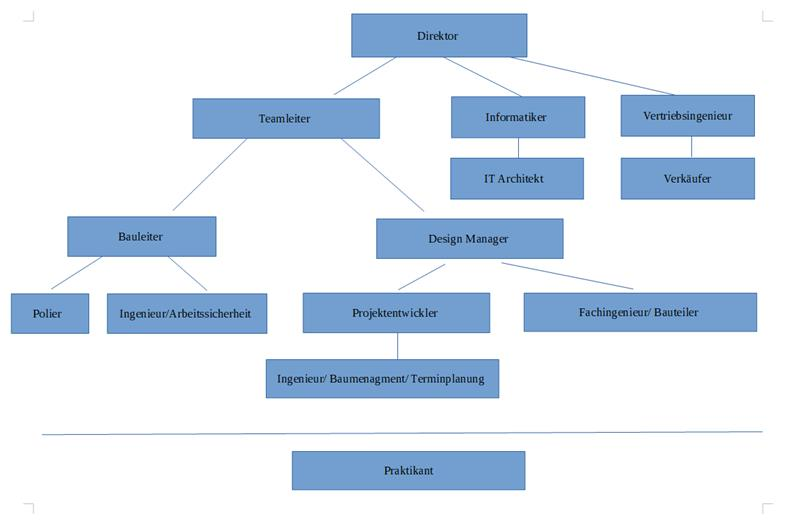 Direktor
Teamleiter
Informatiker
Vertriebsingenieur
IT Architekt
Verkäufer
Bauleiter
Design Manager
Polier
Ingenieur/Arbeitssicherheit
Projektentwickler
Fachingenieur/ Bauteiler
Ingenieur/ Baumenagment/ Terminplanung
Praktikant